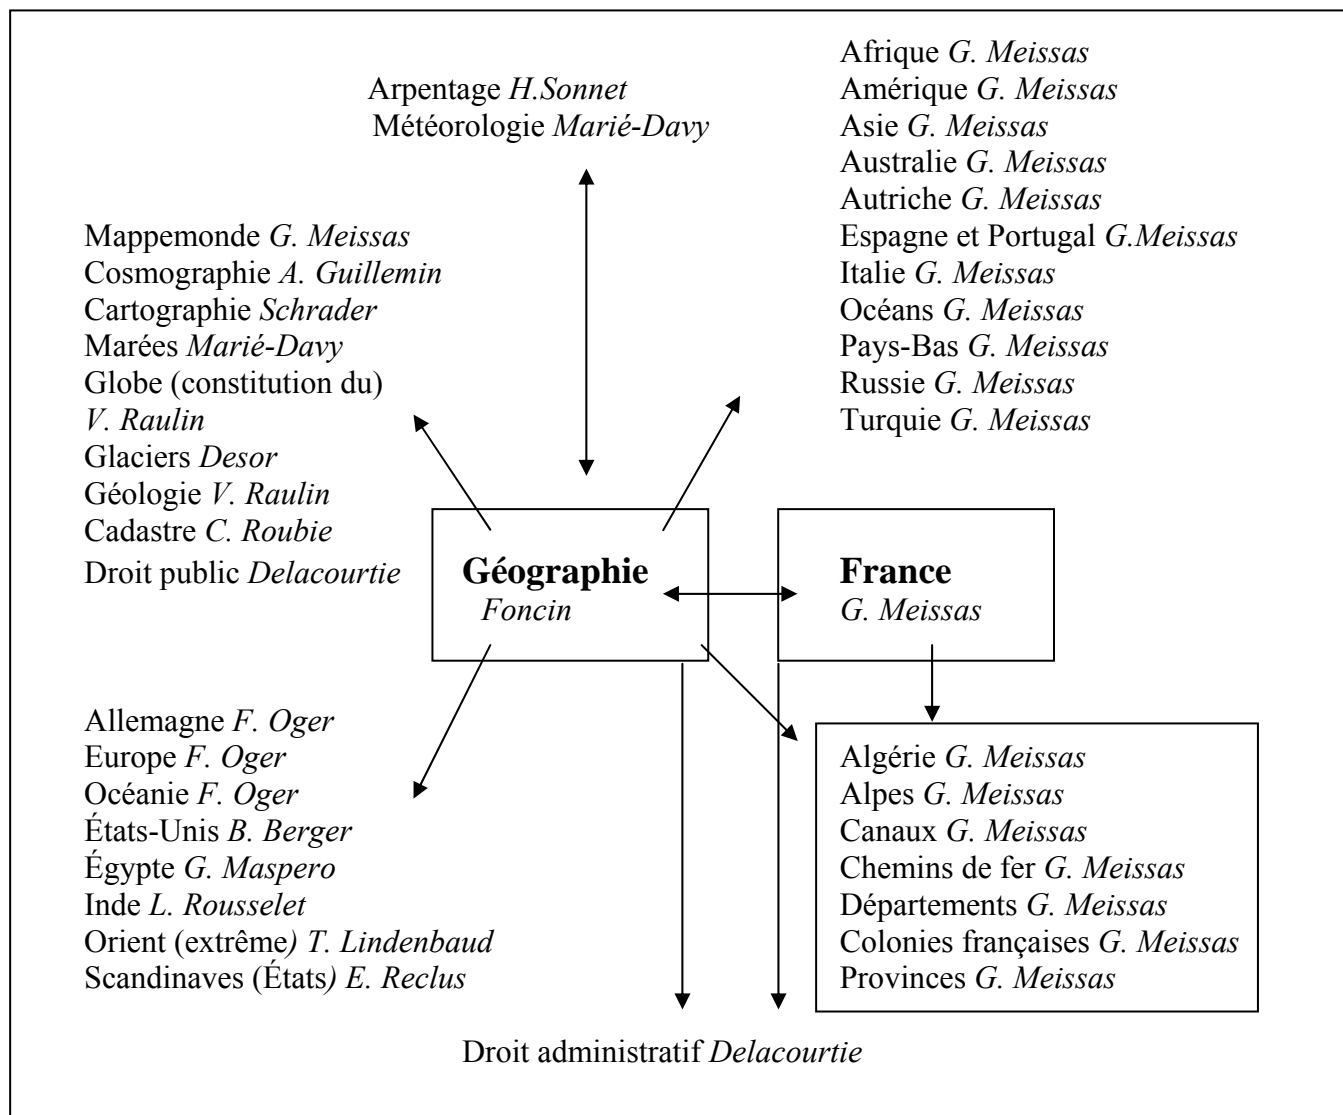 Arpentage H.Sonnet
Météorologie Marié-Davy
Afrique G. Meissas
Amérique G. Meissas
Asie G. Meissas
Australie G. Meissas
Autriche G. Meissas
Espagne et Portugal G.Meissas
Italie G. Meissas
Océans G. Meissas
Pays-Bas G. Meissas
Russie G. Meissas
Turquie G. Meissas
Mappemonde G. Meissas
Cosmographie A. Guillemin
Cartographie Schrader
Marées Marié-Davy
Globe (constitution du)
V. Raulin
Glaciers Desor
Géologie V. Raulin
Cadastre C. Roubie
Droit public Delacourtie
Géographie
Foncin
France
G. Meissas
Allemagne F. Oger
Europe F. Oger
Océanie F. Oger
États-Unis B. Berger
Égypte G. Maspero
Inde L. Rousselet
Orient (extrême) T. Lindenbaud
Scandinaves (États) E. Reclus
Algérie G. Meissas
Alpes G. Meissas
Canaux G. Meissas
Chemins de fer G. Meissas
Départements G. Meissas
Colonies françaises G. Meissas
Provinces G. Meissas
Droit administratif Delacourtie